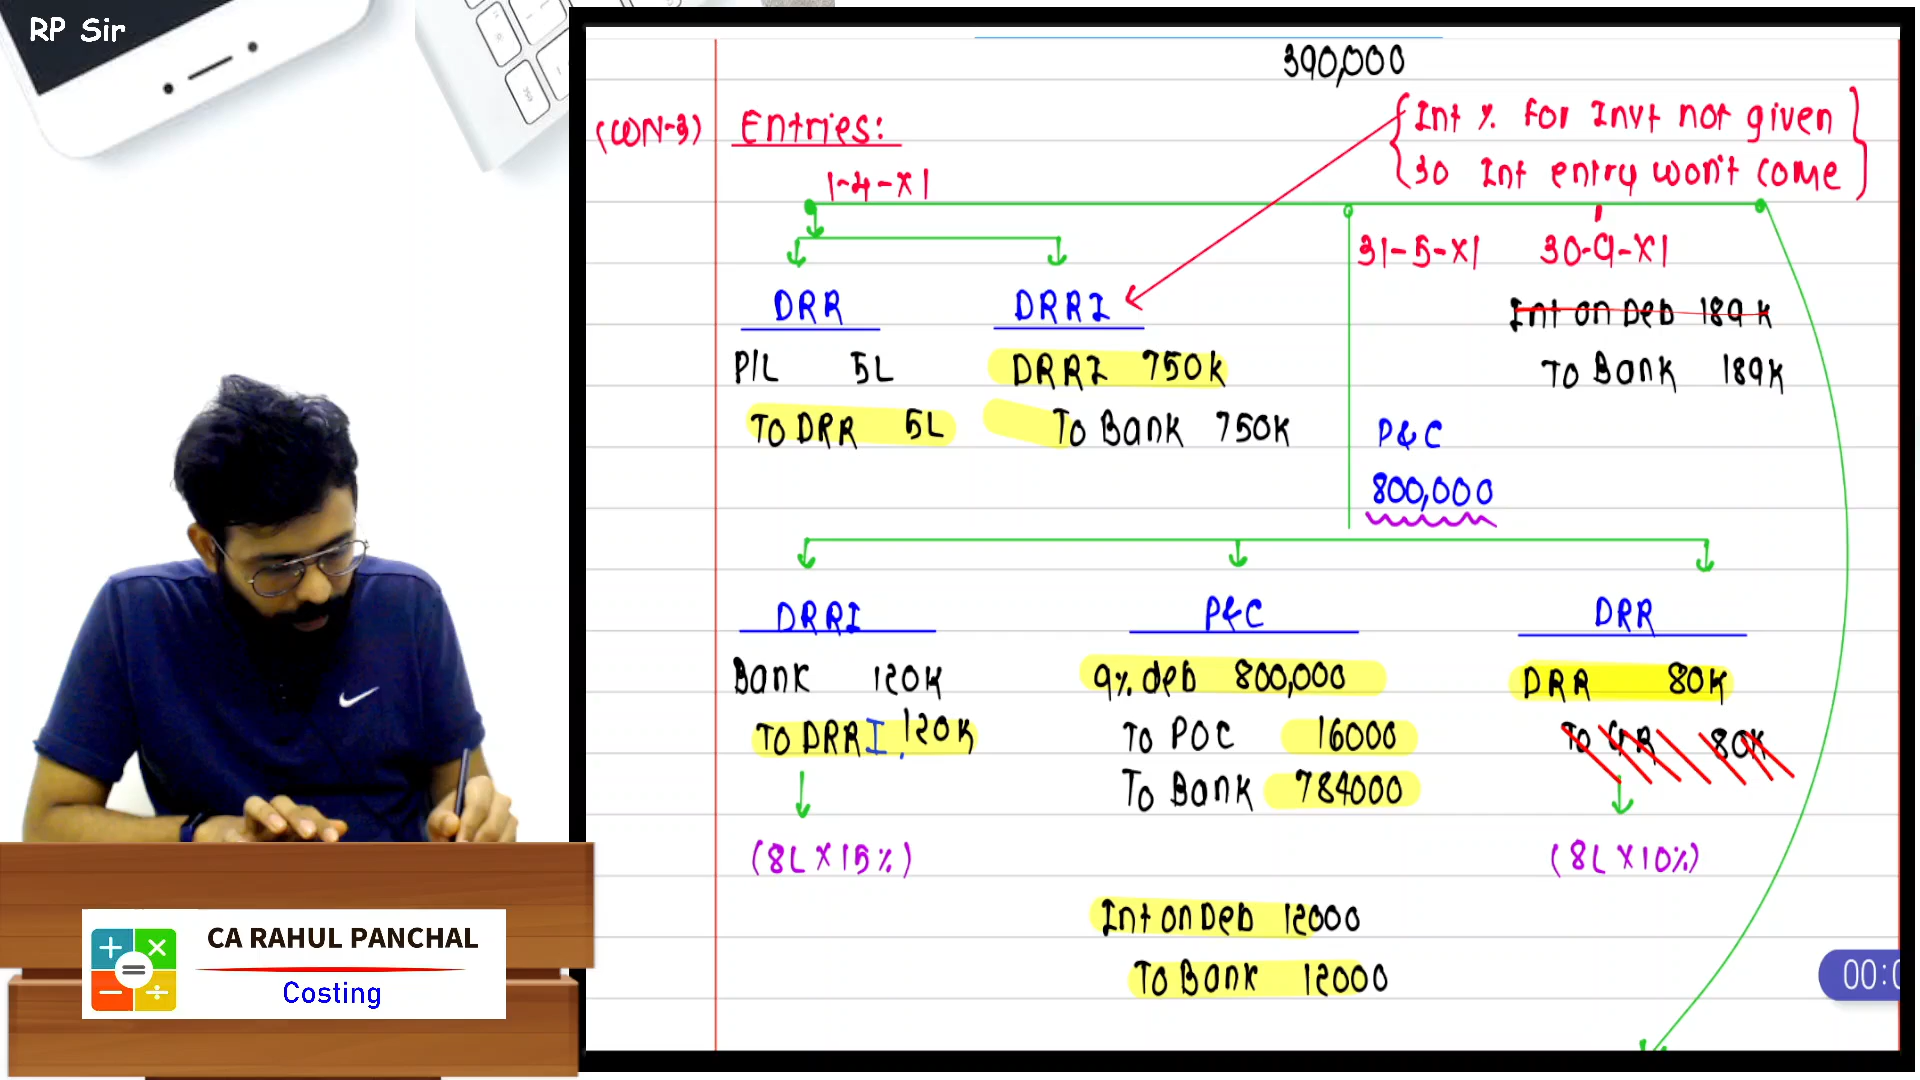 RP Sir
390,000
(WN-3) Entries:
{Int % for Invt not given}
{so Int entry won't come}
1-4-X1
31-5-X1 30-9-X1
DRR DRRI
Int on Deb 189K
P/L 5L DRRI 750K
To Bank 189K
To DRR 5L To Bank 750K
P&C
800,000
DRRI P&C DRR
Bank 120K 9% deb 800,000 DRR 80K
To DRRI 120K To POC 16000 To GR 80K
To Bank 784000
(8L X 15%) (8L X 10%)
Int on Deb 12000
To Bank 12000
CA RAHUL PANCHAL
Costing